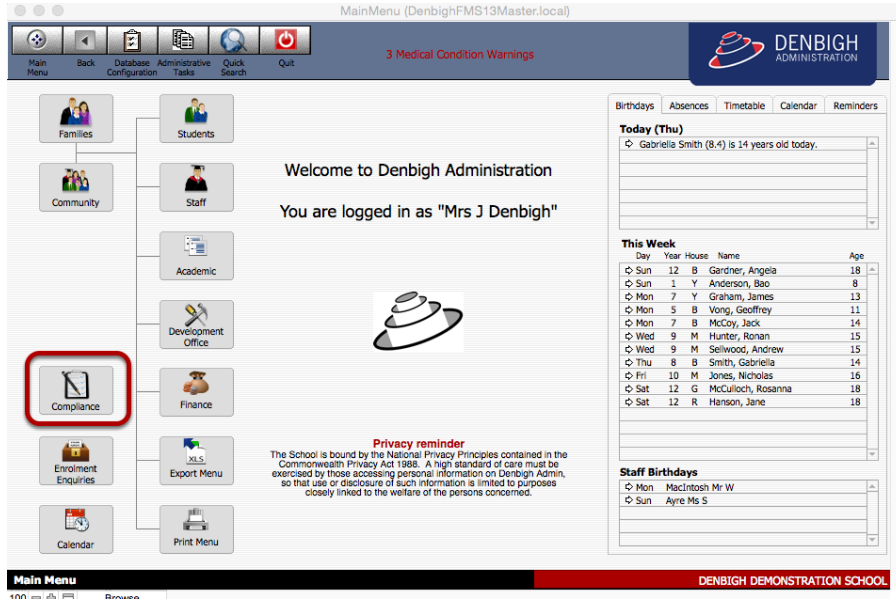 MainMenu (DenbighFMS13Master.local)
Main Menu
Back
Database Configuration
Administrative Tasks
Quick Search
Quit
3 Medical Condition Warnings
DENBIGH
ADMINISTRATION
Families
Students
Community
Staff
Academic
Development Office
Compliance
Finance
Enrolment Enquiries
XLS
Export Menu
Calendar
Print Menu
Welcome to Denbigh Administration
You are logged in as "Mrs J Denbigh"
Privacy reminder
The School is bound by the National Privacy Principles contained in the
Commonwealth Privacy Act 1988. A high standard of care must be
exercised by those accessing personal information on Denbigh Admin,
so that use or disclosure of such information is limited to purposes
closely linked to the welfare of the persons concerned.
Birthdays Absences Timetable Calendar Reminders
Today (Thu)
Gabriella Smith (8.4) is 14 years old today.
This Week
Day Year House Name Age
Sun 12 B Gardner, Angela 18
Sun 1 Y Anderson, Bao 8
Mon 7 Y Graham, James 13
Mon 5 B Vong, Geoffrey 11
Mon 7 B McCoy, Jack 14
Wed 9 M Hunter, Ronan 15
Wed 9 M Sellwood, Andrew 15
Thu 8 B Smith, Gabriella 14
Fri 10 M Jones, Nicholas 16
Sat 12 G McCulloch, Rosanna 18
Sat 12 R Hanson, Jane 18
Staff Birthdays
Mon MacIntosh Mr W
Sun Ayre Ms S
Main Menu
DENBIGH DEMONSTRATION SCHOOL
100 Browse